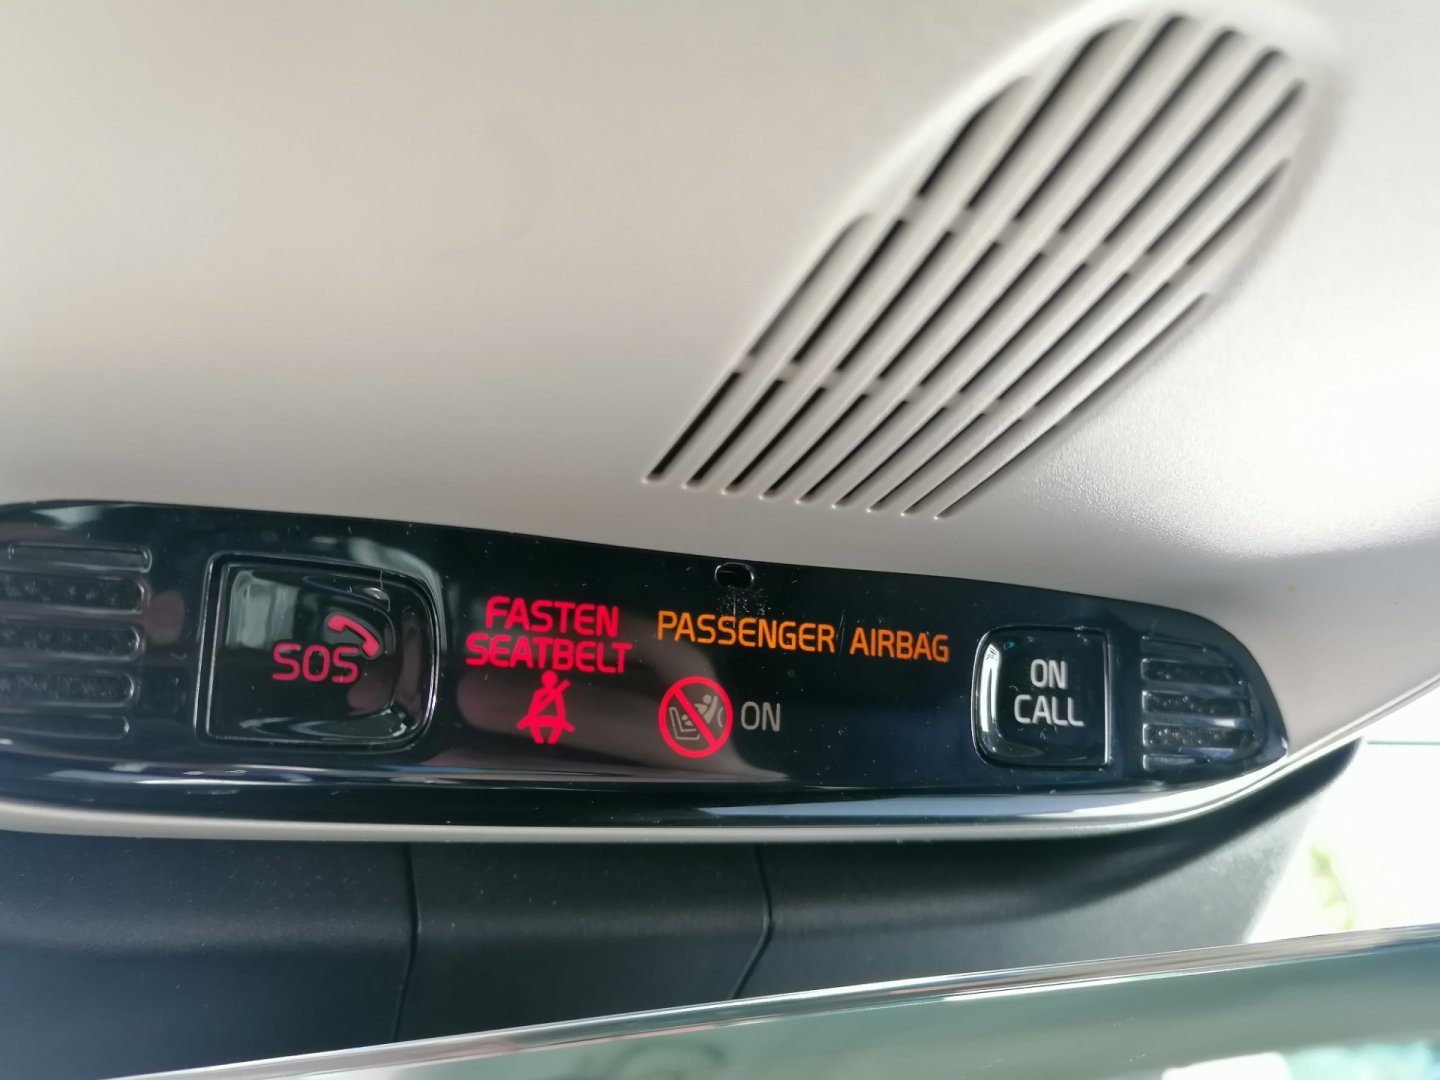 SOS
FASTEN
SEATBELT
PASSENGER AIRBAG
ON
ON
CALL